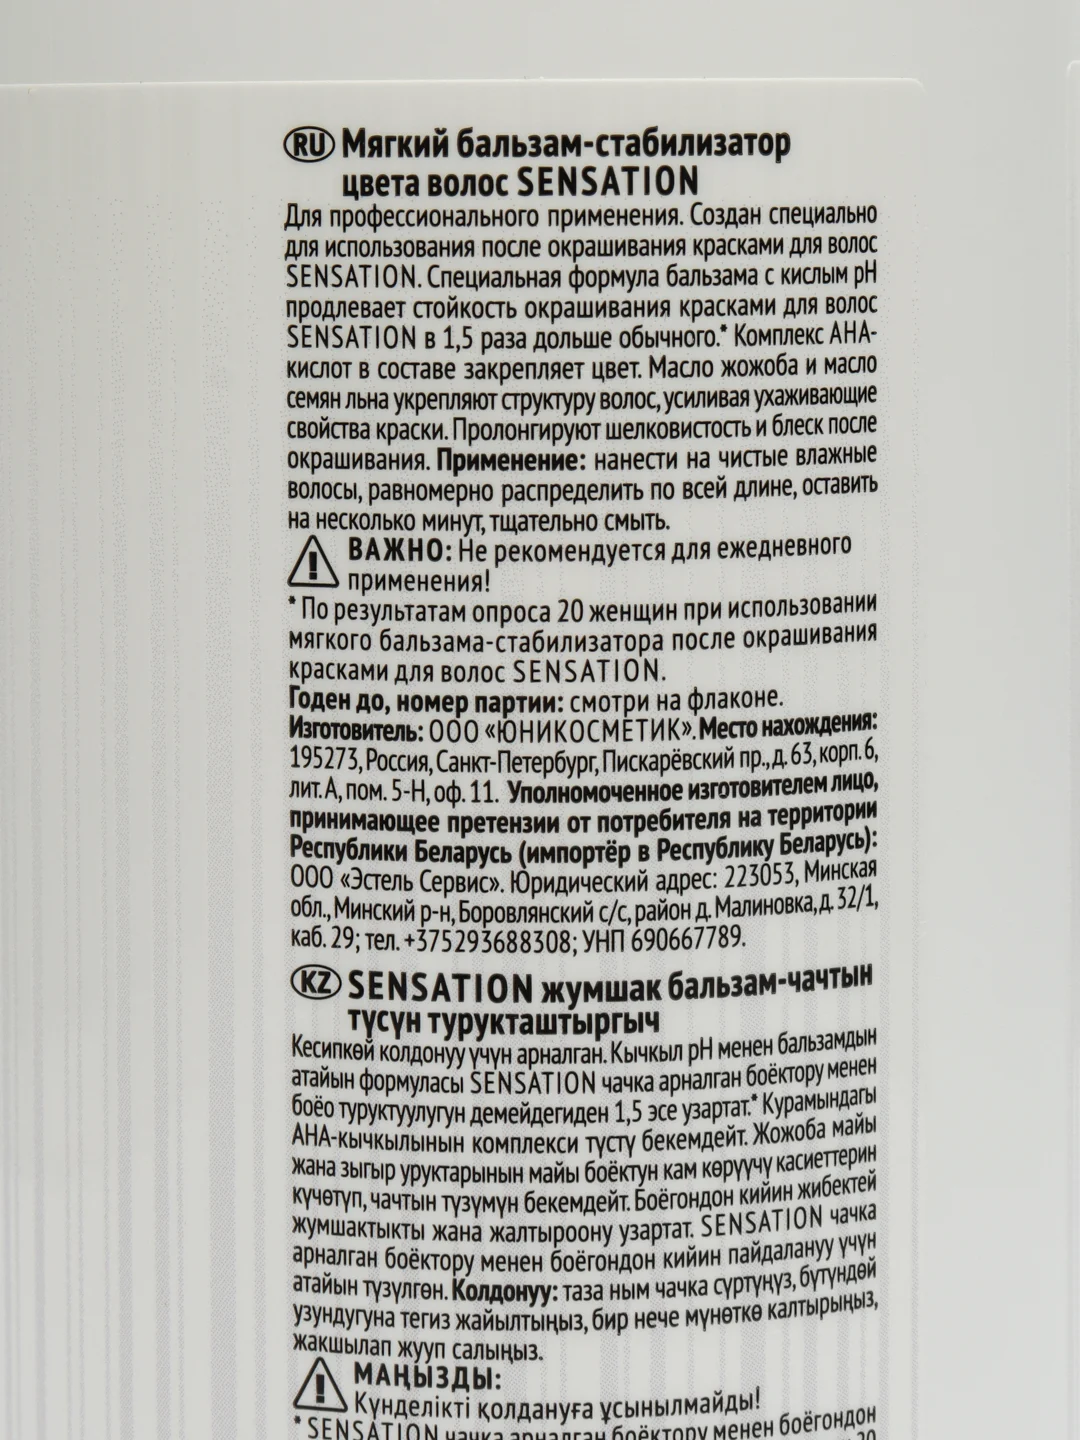 RU Мягкий бальзам-стабилизатор
цвета волос SENSATION
Для профессионального применения. Создан специально
для использования после окрашивания красками для волос
SENSATION. Специальная формула бальзама с кислым pH
продлевает стойкость окрашивания красками для волос
SENSATION в 1,5 раза дольше обычного.* Комплекс АНА-
кислот в составе закрепляет цвет. Масло жожоба и масло
семян льна укрепляют структуру волос, усиливая ухаживающие
свойства краски. Пролонгируют шелковистость и блеск после
окрашивания. Применение: нанести на чистые влажные
волосы, равномерно распределить по всей длине, оставить
на несколько минут, тщательно смыть.
ВАЖНО: Не рекомендуется для ежедневного
применения!
* По результатам опроса 20 женщин при использовании
мягкого бальзама-стабилизатора после окрашивания
красками для волос SENSATION.
Годен до, номер партии: смотри на флаконе.
Изготовитель: ООО «ЮНИКОСМЕТИК». Место нахождения:
195273, Россия, Санкт-Петербург, Пискарёвский пр., д. 63, корп. 6,
лит. А, пом. 5-Н, оф. 11. Уполномоченное изготовителем лицо,
принимающее претензии от потребителя на территории
Республики Беларусь (импортёр в Республику Беларусь):
ООО «Эстель Сервис». Юридический адрес: 223053, Минская
обл., Минский р-н, Боровлянский с/с, район д. Малиновка, д. 32/1,
каб. 29; тел. +375293688308; УНП 690667789.
KZ SENSATION жумшак бальзам-чачтын
түсүн турукташтыргыч
Кесипкөй колдонуу үчүн арналган. Кычкыл pH менен бальзамдын
атайын формуласы SENSATION чачка арналган боёктору менен
боёо туруктуулугун демейдегиден 1,5 эсе узартат.* Курамындагы
АНА-кычкылынын комплекси түстү бекемдейт. Жожоба майы
жана зыгыр уруктарынын майы боёктун кам көрүүчү касиеттерин
күчөтүп, чачтын түзүмүн бекемдейт. Боёгондон кийин жибектей
жумшактыкты жана жалтыроону узартат. SENSATION чачка
арналган боёктору менен боёгондон кийин пайдалануу үчүн
атайын түзүлгөн. Колдонуу: таза ным чачка сүртүңүз, бүтүндөй
узундугуна тегиз жайылтыңыз, бир нече мүнөткө калтырыңыз,
жакшылап жууп салыңыз.
МАҢЫЗДЫ:
Күнделікті қолдануға ұсынылмайды!
* SENSATION чачка арналган боёктору менен боёгондон
20